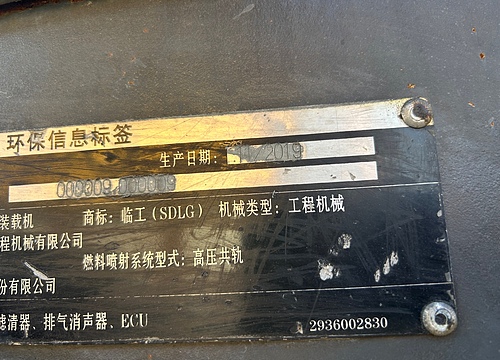 环保信息标签
生产日期: /2019
装载机 商标: 临工(SDLG) 机械类型: 工程机械
程机械有限公司
燃料喷射系统型式: 高压共轨
份有限公司
滤清器、排气消声器、ECU
2936002830